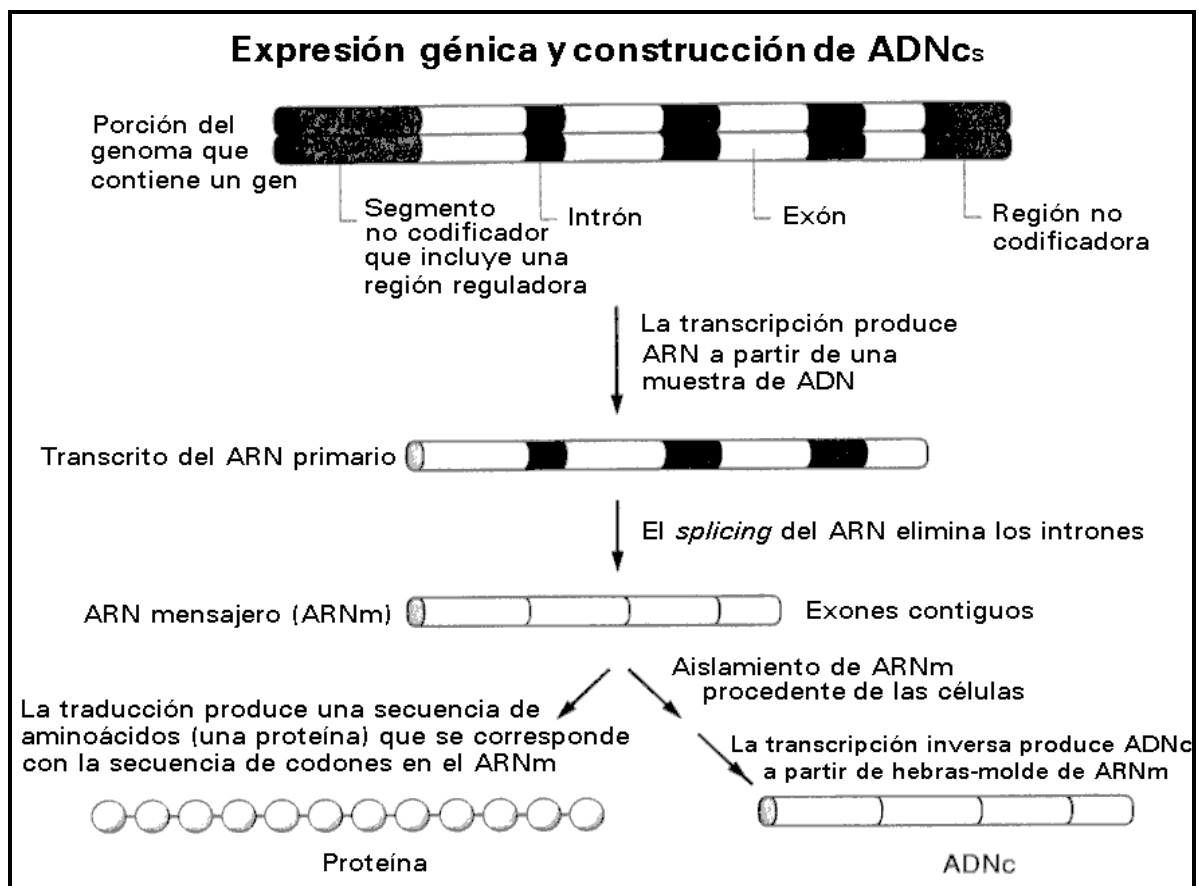 Expresión génica y construcción de ADNcs
Porción del
genoma que
contiene un gen
Segmento
no codificador
que incluye una
región reguladora
Intrón
Exón
Región no
codificadora
La transcripción produce
ARN a partir de una
muestra de ADN
Transcrito del ARN primario
El splicing del ARN elimina los intrones
ARN mensajero (ARNm)
Exones contiguos
Aislamiento de ARNm
procedente de las células
La traducción produce una secuencia de
aminoácidos (una proteína) que se corresponde
con la secuencia de codones en el ARNm
La transcripción inversa produce ADNc
a partir de hebras-molde de ARNm
Proteína
ADNc